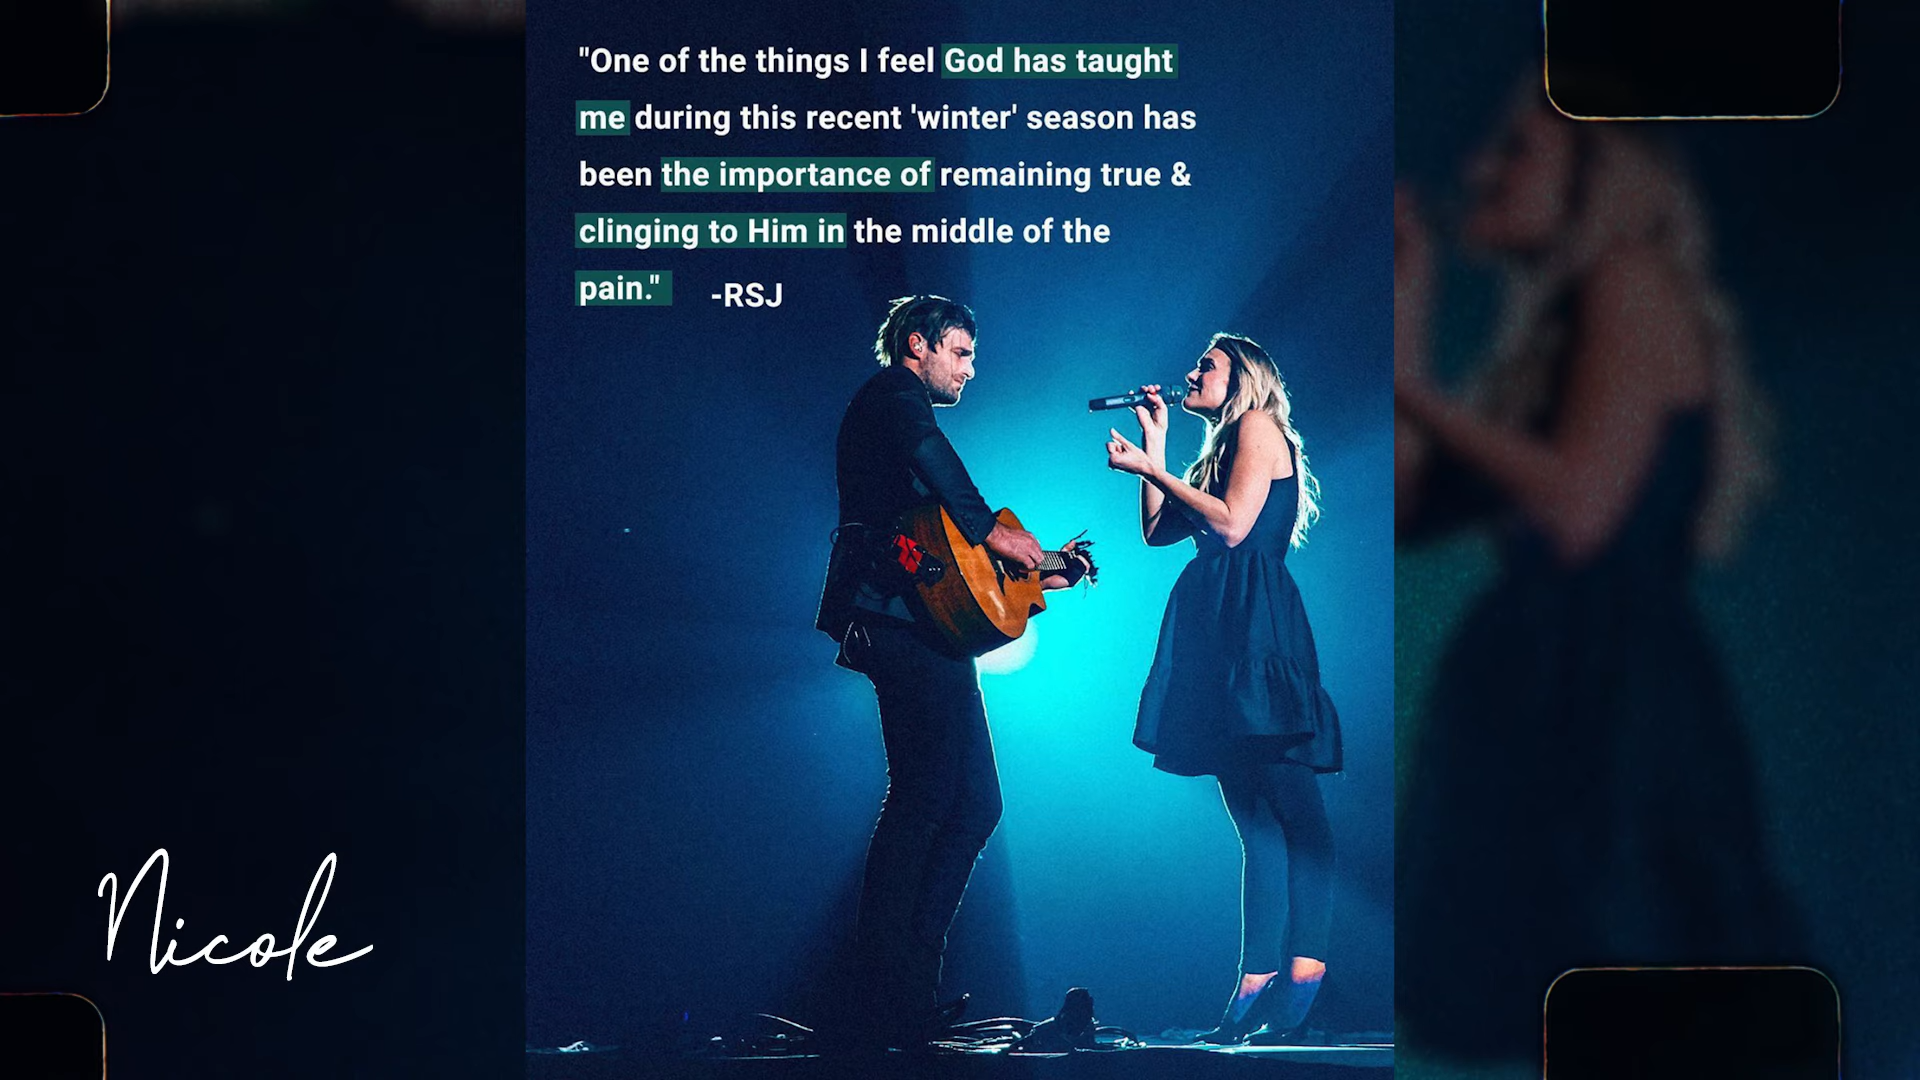 "One of the things I feel God has taught
me during this recent 'winter' season has
been the importance of remaining true &
clinging to Him in the middle of the
pain." -RSJ
Nicole